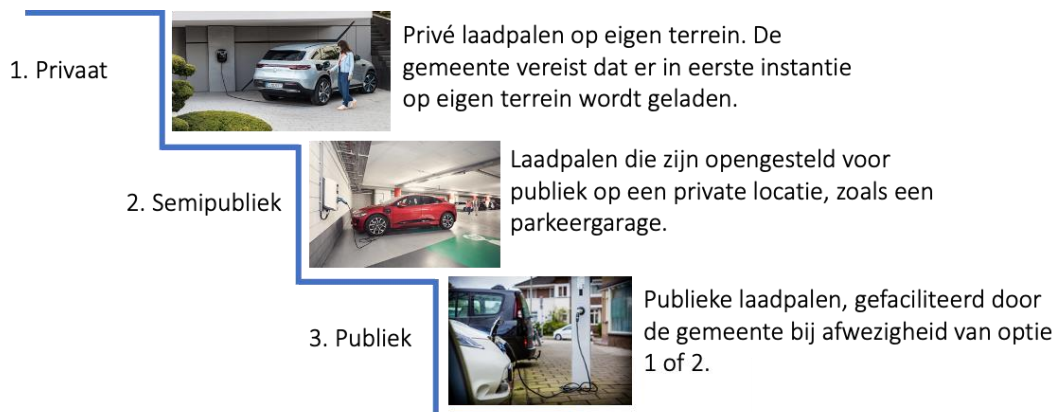 1. Privaat
Privé laadpalen op eigen terrein. De
gemeente vereist dat er in eerste instantie
op eigen terrein wordt geladen.
2. Semipubliek
Laadpalen die zijn opengesteld voor
publiek op een private locatie, zoals een
parkeergarage.
3. Publiek
Publieke laadpalen, gefaciliteerd door
de gemeente bij afwezigheid van optie
1 of 2.